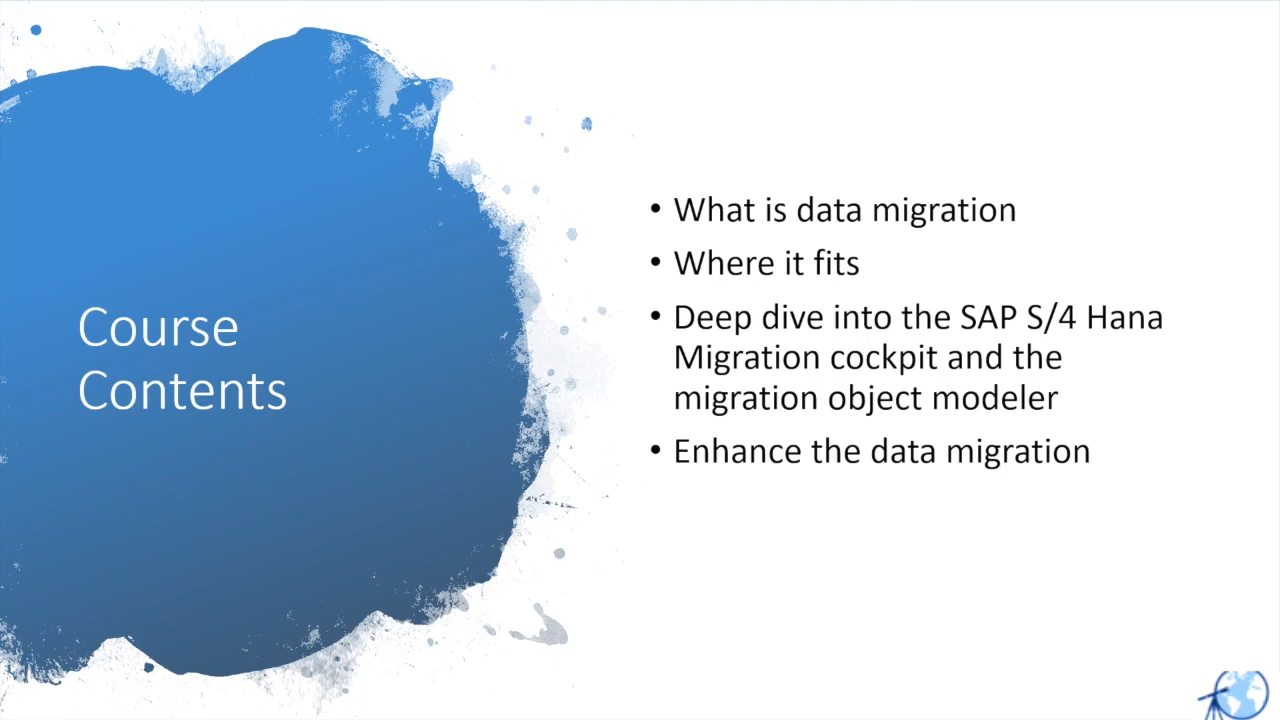 Course
Contents
• What is data migration
• Where it fits
• Deep dive into the SAP S/4 Hana
Migration cockpit and the
migration object modeler
• Enhance the data migration